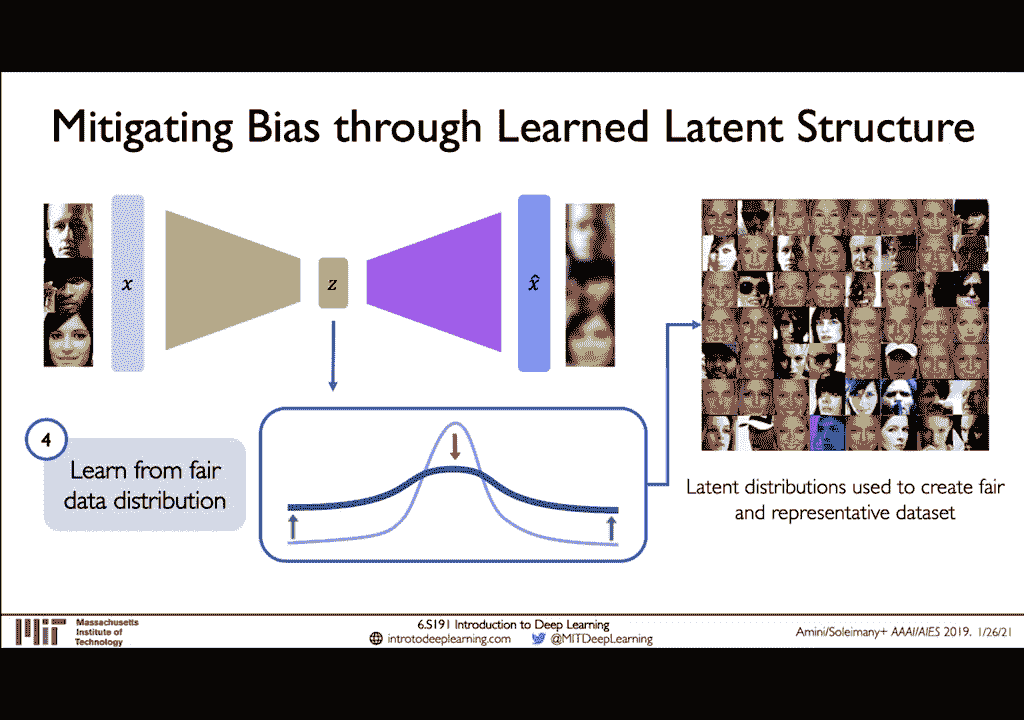 Mitigating Bias through Learned Latent Structure
x
z
x̂
4
Learn from fair
data distribution
Latent distributions used to create fair
and representative dataset
Massachusetts
Institute of
Technology
6.S191 Introduction to Deep Learning
introtodeeplearning.com @MITDeepLearning
Amini/Soleimany+ AAAI/AIES 2019. 1/26/21